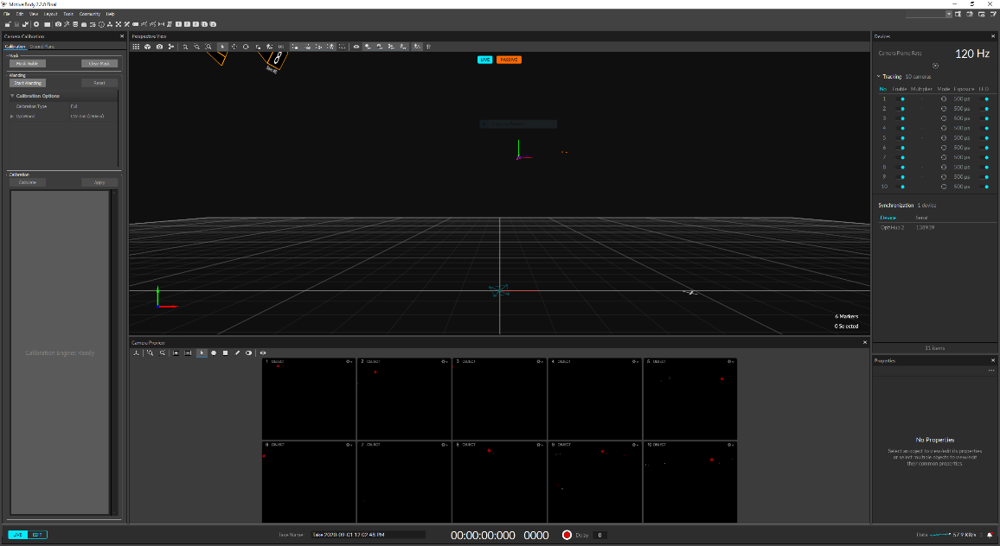 Motive:Body 2.2.0 Final
File Edit View Layout Tools Community Help
Camera Calibration
Calibration Ground Plane
Mask
Mask Visible Clear Mask
Wanding
Start Wanding Reset
Calibration Options
Calibration Type Full
OptiWand
Calibration
Calculate Apply
Calibration Engine: Ready
Perspective View
LIVE PASSIVE
6 Markers
0 Selected
Camera Preview
1 OBJECT 2 OBJECT 3 OBJECT 4 OBJECT 5 OBJECT
6 OBJECT 7 OBJECT 8 OBJECT 9 OBJECT 10 OBJECT
Devices
Camera Frame Rate 120 Hz
Tracking 10 cameras
No. Enable Multiplier Mode Exposure LED
1 500 µs
2 500 µs
3 500 µs
4 500 µs
5 500 µs
6 500 µs
7 500 µs
8 500 µs
9 500 µs
10 500 µs
Synchronization 1 device
Device Serial
OptiHub 2 138939
11 items
Properties
No Properties
Select an object to view/edit its properties
or select multiple objects to view/edit
their common properties.
LIVE EDIT Take Name: Take 2020-09-01 12:02:48 PM 00:00:00:000 0000 Delay 0 Data 57.9 KB/s